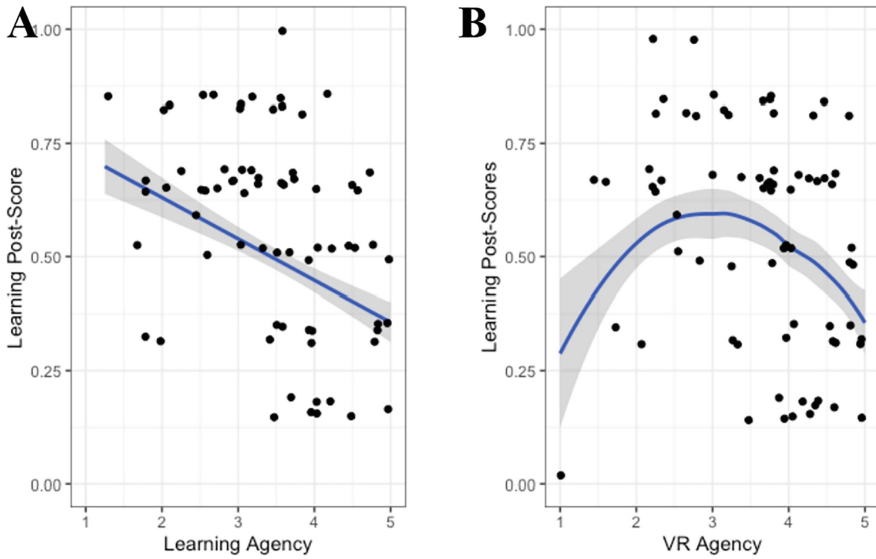 A
Learning Post-Score
1.00
0.75
0.50
0.25
0.00
1 2 3 4 5
Learning Agency
B
Learning Post-Scores
1.00
0.75
0.50
0.25
0.00
1 2 3 4 5
VR Agency